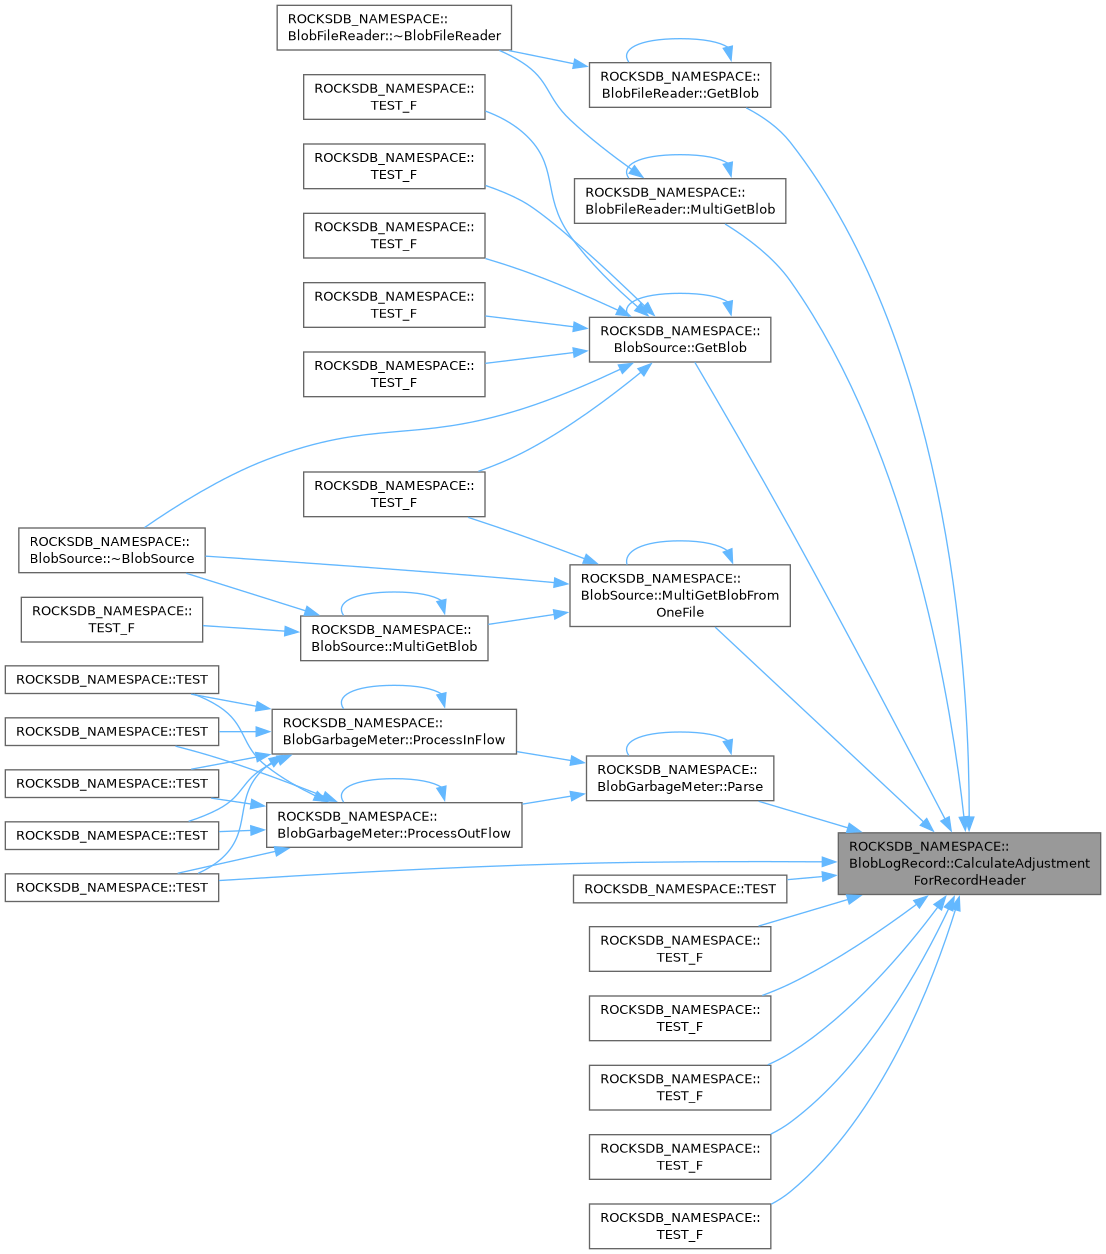 ROCKSDB_NAMESPACE::
BlobFileReader::~BlobFileReader
ROCKSDB_NAMESPACE::
BlobFileReader::GetBlob
ROCKSDB_NAMESPACE::
TEST_F
ROCKSDB_NAMESPACE::
TEST_F
ROCKSDB_NAMESPACE::
BlobFileReader::MultiGetBlob
ROCKSDB_NAMESPACE::
TEST_F
ROCKSDB_NAMESPACE::
TEST_F
ROCKSDB_NAMESPACE::
BlobSource::GetBlob
ROCKSDB_NAMESPACE::
TEST_F
ROCKSDB_NAMESPACE::
TEST_F
ROCKSDB_NAMESPACE::
BlobSource::~BlobSource
ROCKSDB_NAMESPACE::
BlobSource::MultiGetBlobFrom
OneFile
ROCKSDB_NAMESPACE::
TEST_F
ROCKSDB_NAMESPACE::
BlobSource::MultiGetBlob
ROCKSDB_NAMESPACE::TEST
ROCKSDB_NAMESPACE::
BlobGarbageMeter::ProcessInFlow
ROCKSDB_NAMESPACE::TEST
ROCKSDB_NAMESPACE::
BlobGarbageMeter::Parse
ROCKSDB_NAMESPACE::TEST
ROCKSDB_NAMESPACE::
BlobGarbageMeter::ProcessOutFlow
ROCKSDB_NAMESPACE::TEST
ROCKSDB_NAMESPACE::
BlobLogRecord::CalculateAdjustment
ForRecordHeader
ROCKSDB_NAMESPACE::TEST
ROCKSDB_NAMESPACE::TEST
ROCKSDB_NAMESPACE::
TEST_F
ROCKSDB_NAMESPACE::
TEST_F
ROCKSDB_NAMESPACE::
TEST_F
ROCKSDB_NAMESPACE::
TEST_F
ROCKSDB_NAMESPACE::
TEST_F